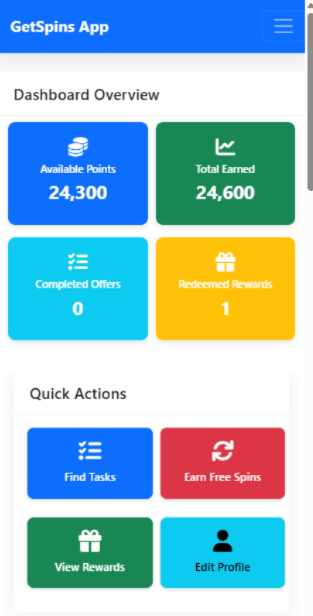 GetSpins App
Dashboard Overview
Available Points
24,300
Total Earned
24,600
Completed Offers
0
Redeemed Rewards
1
Quick Actions
Find Tasks
Earn Free Spins
View Rewards
Edit Profile